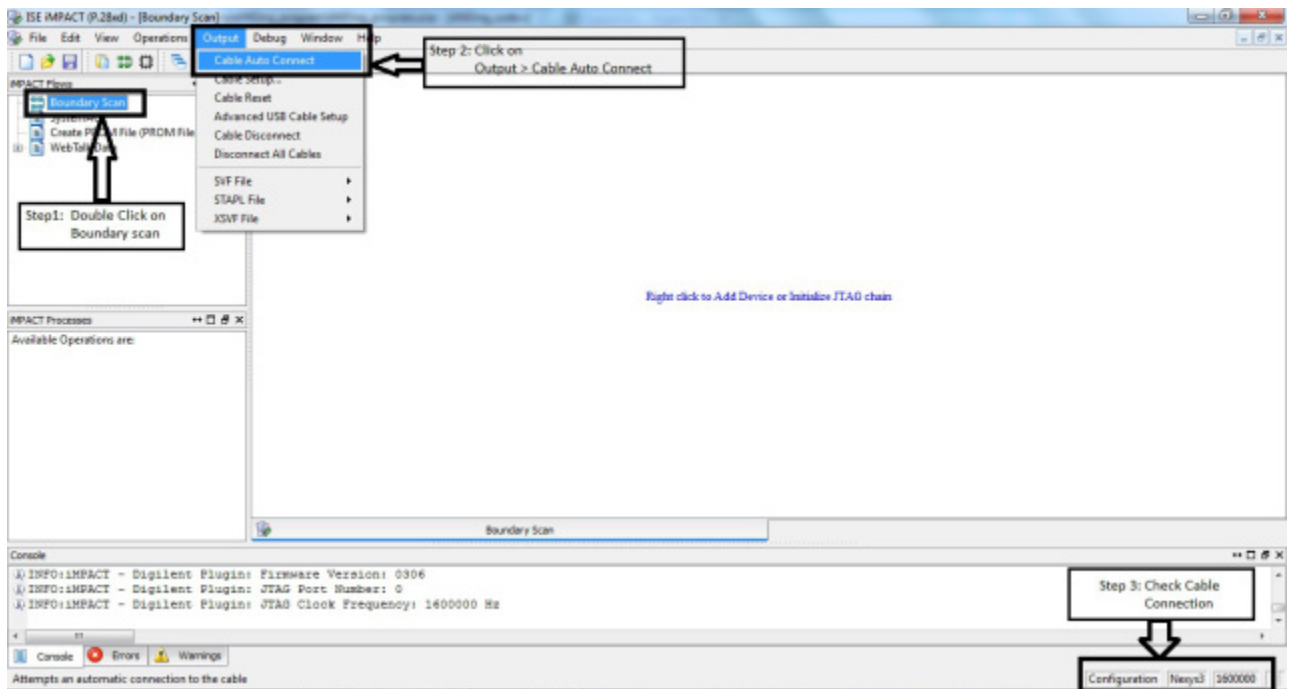 ISE iMPACT (P.28xd) - [Boundary Scan]
File Edit View Operations Output Debug Window Help
Step 2: Click on
Output > Cable Auto Connect
Cable Auto Connect
Cable Setup...
Cable Reset
Advanced USB Cable Setup
Cable Disconnect
Disconnect All Cables
SVF File
STAPL File
XSVF File
iMPACT Flows
Boundary Scan
SystemACE
Create PROM File (PROM File
WebTalk Data
Step1: Double Click on
Boundary scan
Right click to Add Device or Initialize JTAG chain
iMPACT Processes
Available Operations are:
Boundary Scan
Console
INFO:iMPACT - Digilent Plugin: Firmware Version: 0306
INFO:iMPACT - Digilent Plugin: JTAG Port Number: 0
INFO:iMPACT - Digilent Plugin: JTAG Clock Frequency: 1600000 Hz
Step 3: Check Cable
Connection
Console Errors Warnings
Attempts an automatic connection to the cable
Configuration Nexys3 1600000